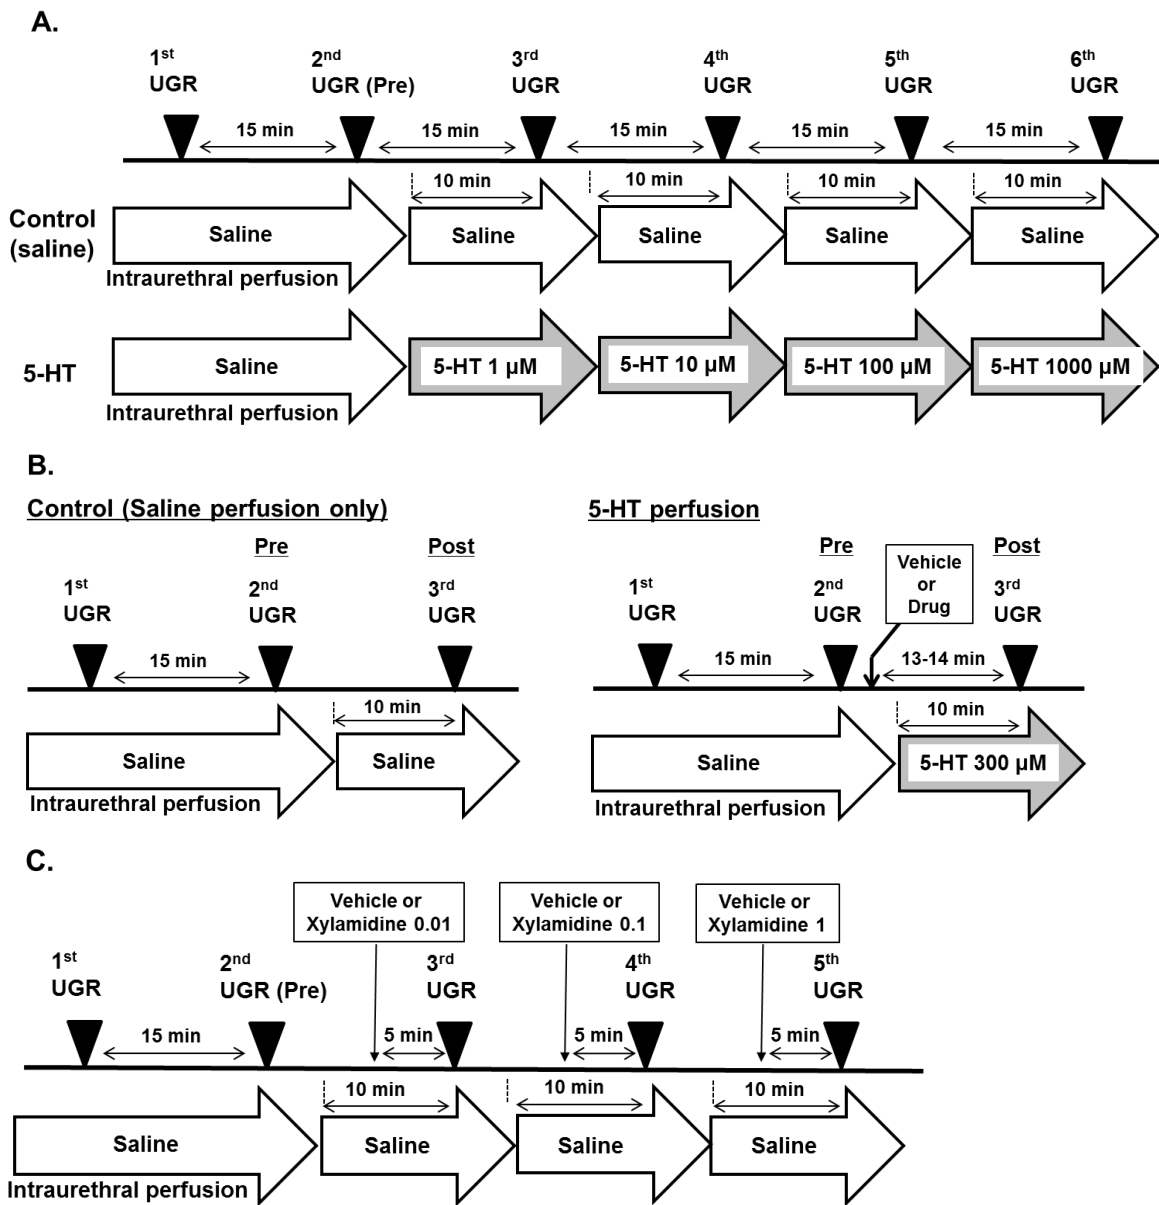 A.
1st
UGR
2nd
UGR (Pre)
3rd
UGR
4th
UGR
5th
UGR
6th
UGR
15 min
15 min
15 min
15 min
15 min
10 min
10 min
10 min
10 min
Control
(saline)
Saline
Saline
Saline
Saline
Saline
Intraurethral perfusion
5-HT
Saline
5-HT 1 µM
5-HT 10 µM
5-HT 100 µM
5-HT 1000 µM
Intraurethral perfusion
B.
Control (Saline perfusion only)
Pre
Post
1st
UGR
2nd
UGR
3rd
UGR
15 min
10 min
Saline
Saline
Intraurethral perfusion
5-HT perfusion
Pre
Post
Vehicle
or
Drug
1st
UGR
2nd
UGR
3rd
UGR
15 min
13-14 min
10 min
Saline
5-HT 300 µM
Intraurethral perfusion
C.
Vehicle or
Xylamidine 0.01
Vehicle or
Xylamidine 0.1
Vehicle or
Xylamidine 1
1st
UGR
2nd
UGR (Pre)
3rd
UGR
4th
UGR
5th
UGR
15 min
5 min
5 min
5 min
10 min
10 min
10 min
Saline
Saline
Saline
Saline
Intraurethral perfusion